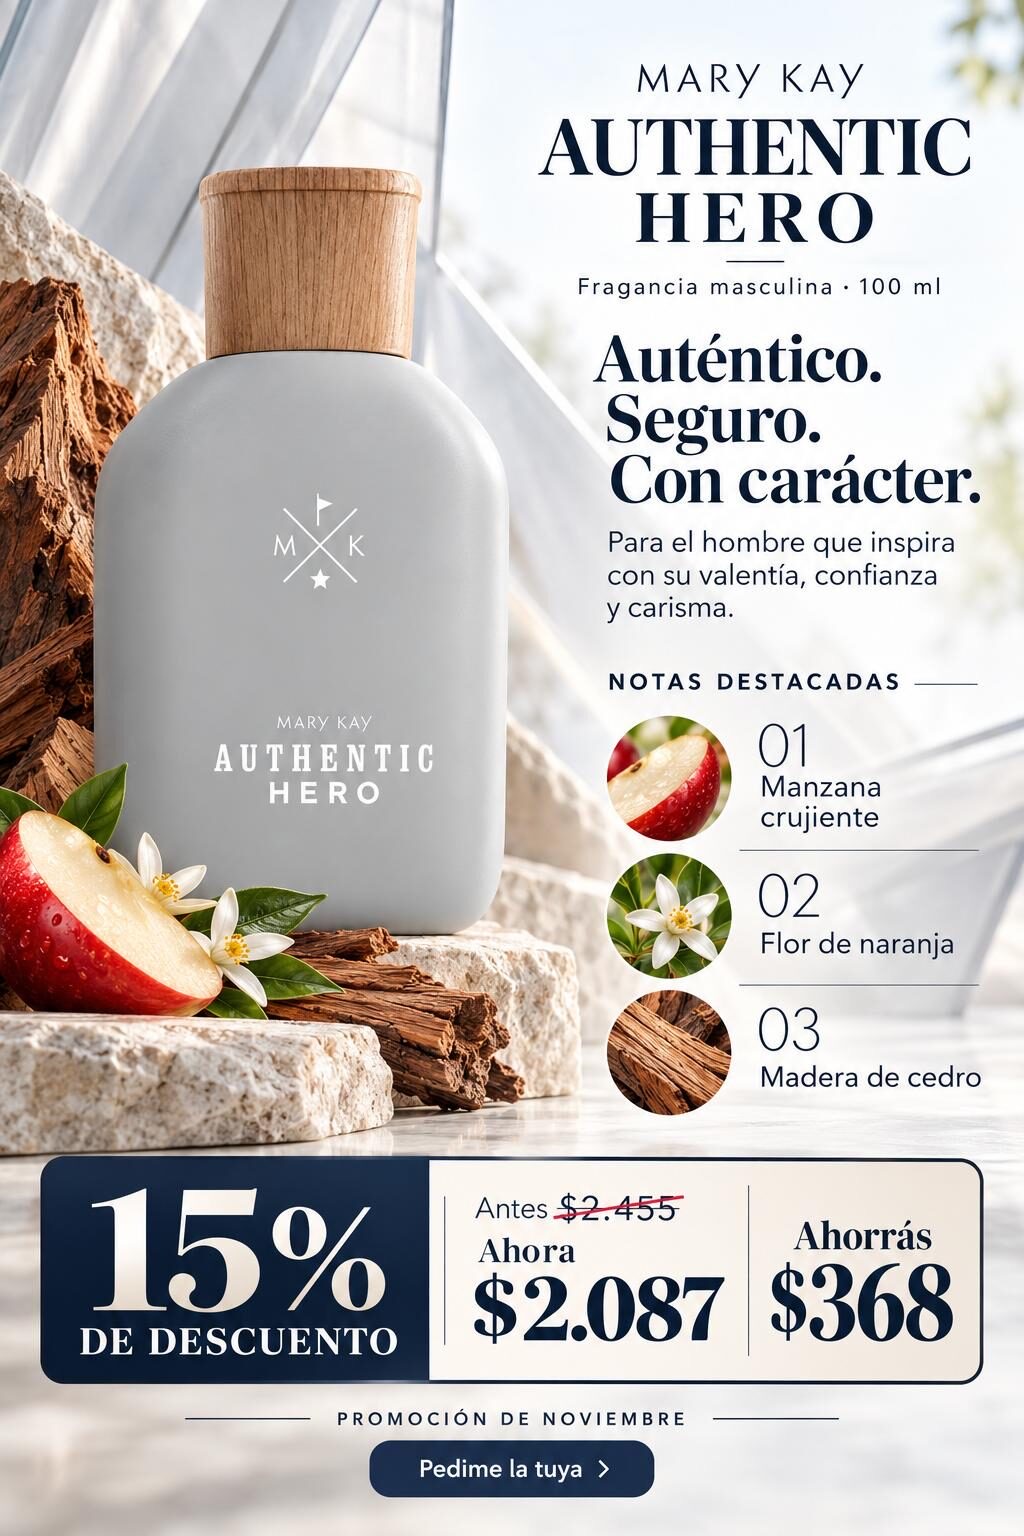 MARY KAY
AUTHENTIC
HERO
Fragancia masculina · 100 ml
Auténtico.
Seguro.
Con carácter.
Para el hombre que inspira
con su valentía, confianza
y carisma.
M K
MARY KAY
AUTHENTIC
HERO
NOTAS DESTACADAS
01
Manzana
crujiente
02
Flor de naranja
03
Madera de cedro
15%
DE DESCUENTO
Antes $2.455
Ahora
$2.087
Ahorrás
$368
PROMOCIÓN DE NOVIEMBRE
Pedime la tuya >